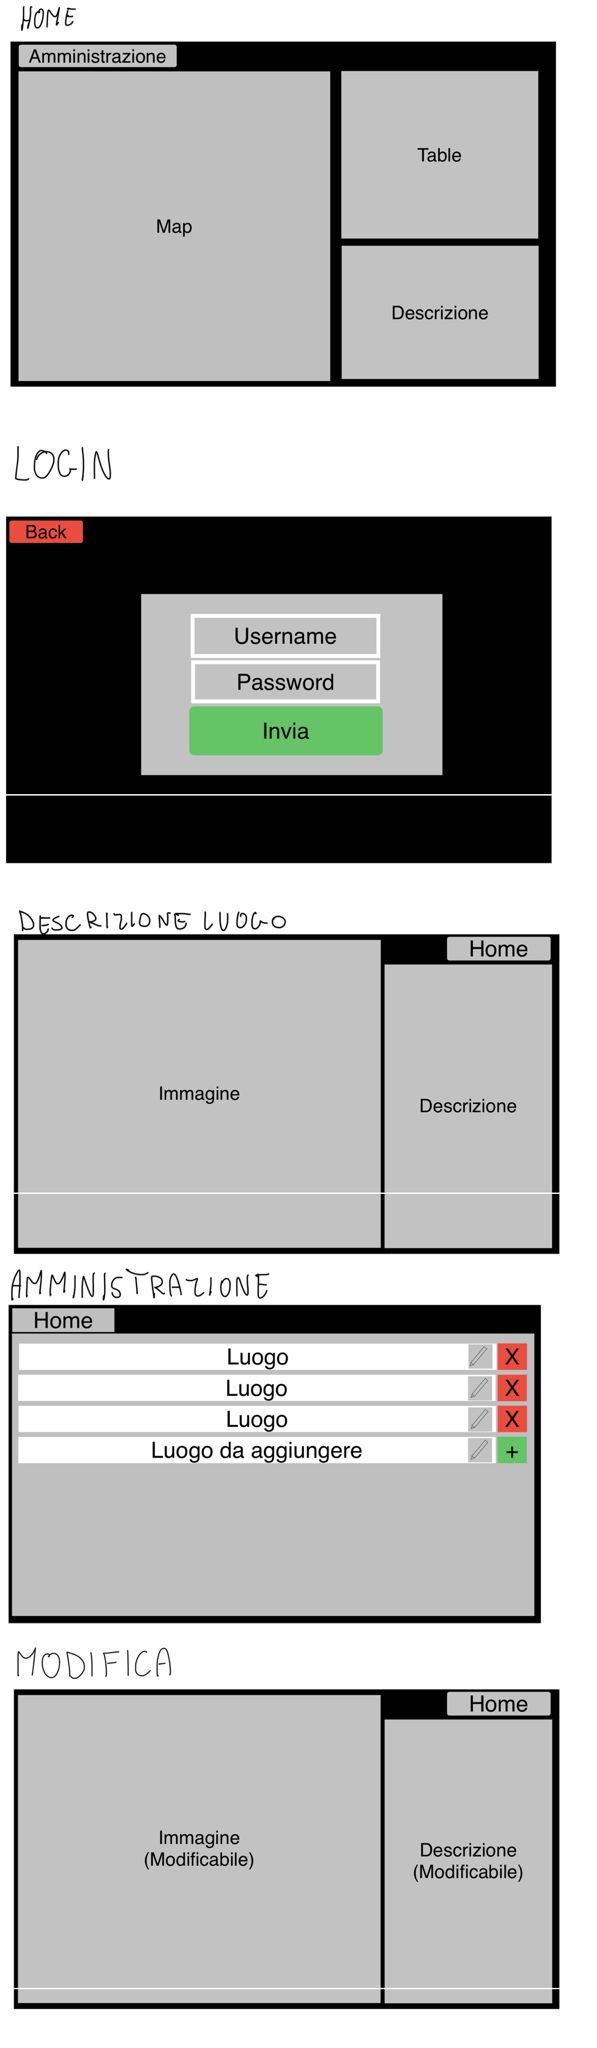 HOME
Amministrazione
Map
Table
Descrizione
LOGIN
Back
Username
Password
Invia
DESCRIZIONE LUOGO
Home
Immagine
Descrizione
AMMINISTRAZIONE
Home
Luogo X
Luogo X
Luogo X
Luogo da aggiungere +
MODIFICA
Home
Immagine
(Modificabile)
Descrizione
(Modificabile)